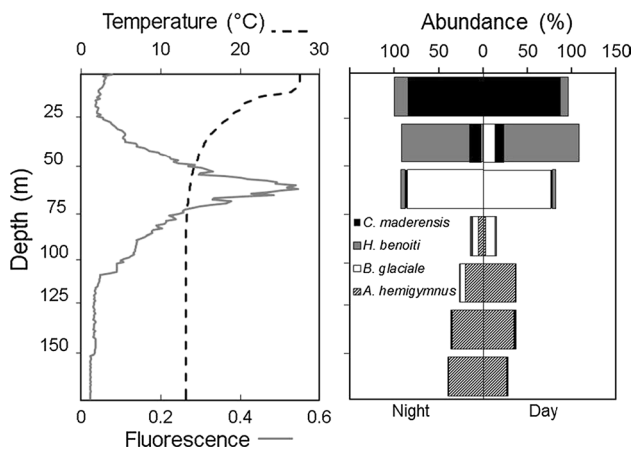 Temperature (°C)
0 10 20 30
Depth (m)
25
50
75
100
125
150
0 0.2 0.4 0.6
Fluorescence
Abundance (%)
100 50 0 50 100 150
C. maderensis
H. benoiti
B. glaciale
A. hemigymnus
Night Day